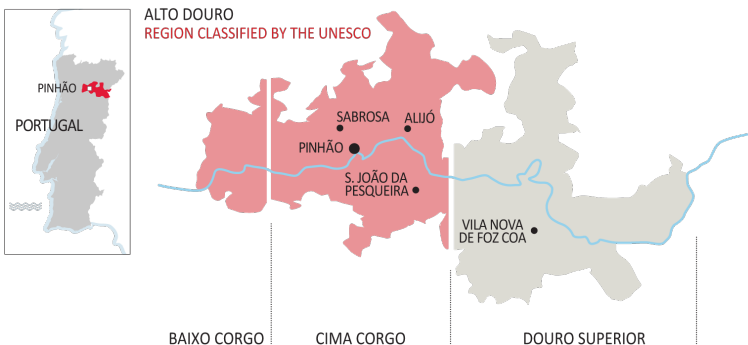 ALTO DOURO
REGION CLASSIFIED BY THE UNESCO
PINHÃO
PORTUGAL
SABROSA
ALIJÓ
PINHÃO
S. JOÃO DA
PESQUEIRA
VILA NOVA
DE FOZ COA
BAIXO CORGO
CIMA CORGO
DOURO SUPERIOR